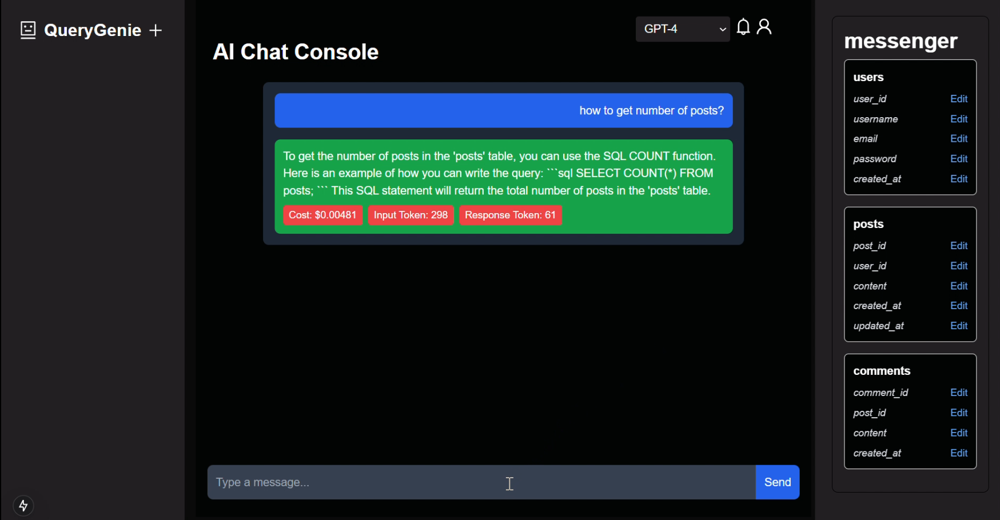 QueryGenie
GPT-4
AI Chat Console
how to get number of posts?
To get the number of posts in the 'posts' table, you can use the SQL COUNT function.
Here is an example of how you can write the query: ```sql SELECT COUNT(*) FROM
posts; ``` This SQL statement will return the total number of posts in the 'posts' table.
Cost: $0.00481 Input Token: 298 Response Token: 61
Type a message...
Send
messenger
users
user_id Edit
username Edit
email Edit
password Edit
created_at Edit
posts
post_id Edit
user_id Edit
content Edit
created_at Edit
updated_at Edit
comments
comment_id Edit
post_id Edit
content Edit
created_at Edit